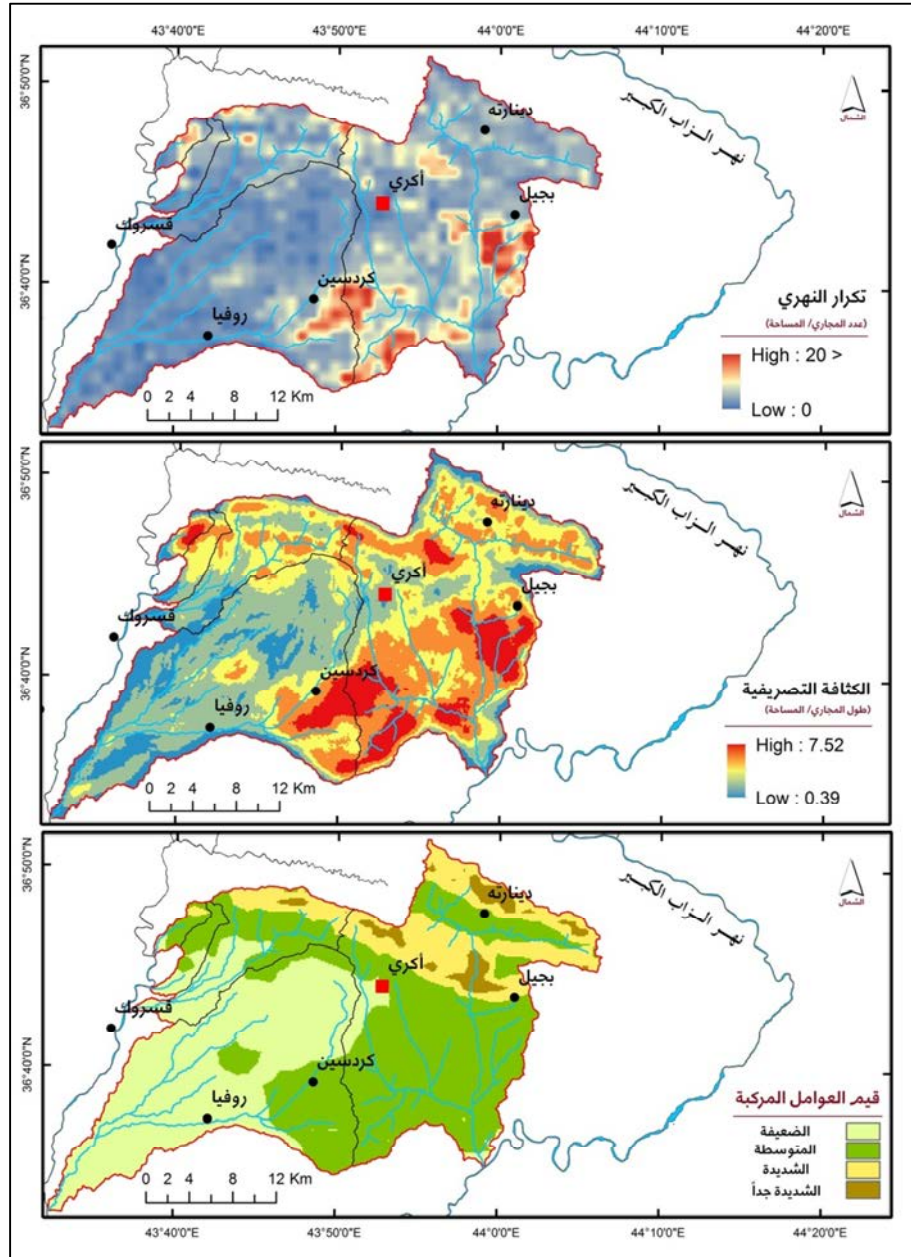 43°40'0"E 43°50'0"E 44°0'0"E 44°10'0"E 44°20'0"E
36°50'0"N
36°40'0"N
دينارته
نهر الزاب الكبير
الشمال
أكري
بجيل
قسروك
كردسين
روفيا
تكرار النهري
(عدد المجاري/ المساحة)
High : 20 >
Low : 0
0 2 4 8 12 Km
36°50'0"N
36°40'0"N
دينارته
نهر الزاب الكبير
الشمال
أكري
بجيل
قسروك
كردسين
روفيا
الكثافة التصريفية
(طول المجاري/ المساحة)
High : 7.52
Low : 0.39
0 2 4 8 12 Km
36°50'0"N
36°40'0"N
دينارته
نهر الزاب الكبير
الشمال
أكري
بجيل
قسروك
كردسين
روفيا
قيم العوامل المركبة
الضعيفة
المتوسطة
الشديدة
الشديدة جداً
0 2 4 8 12 Km
43°40'0"E 43°50'0"E 44°0'0"E 44°10'0"E 44°20'0"E